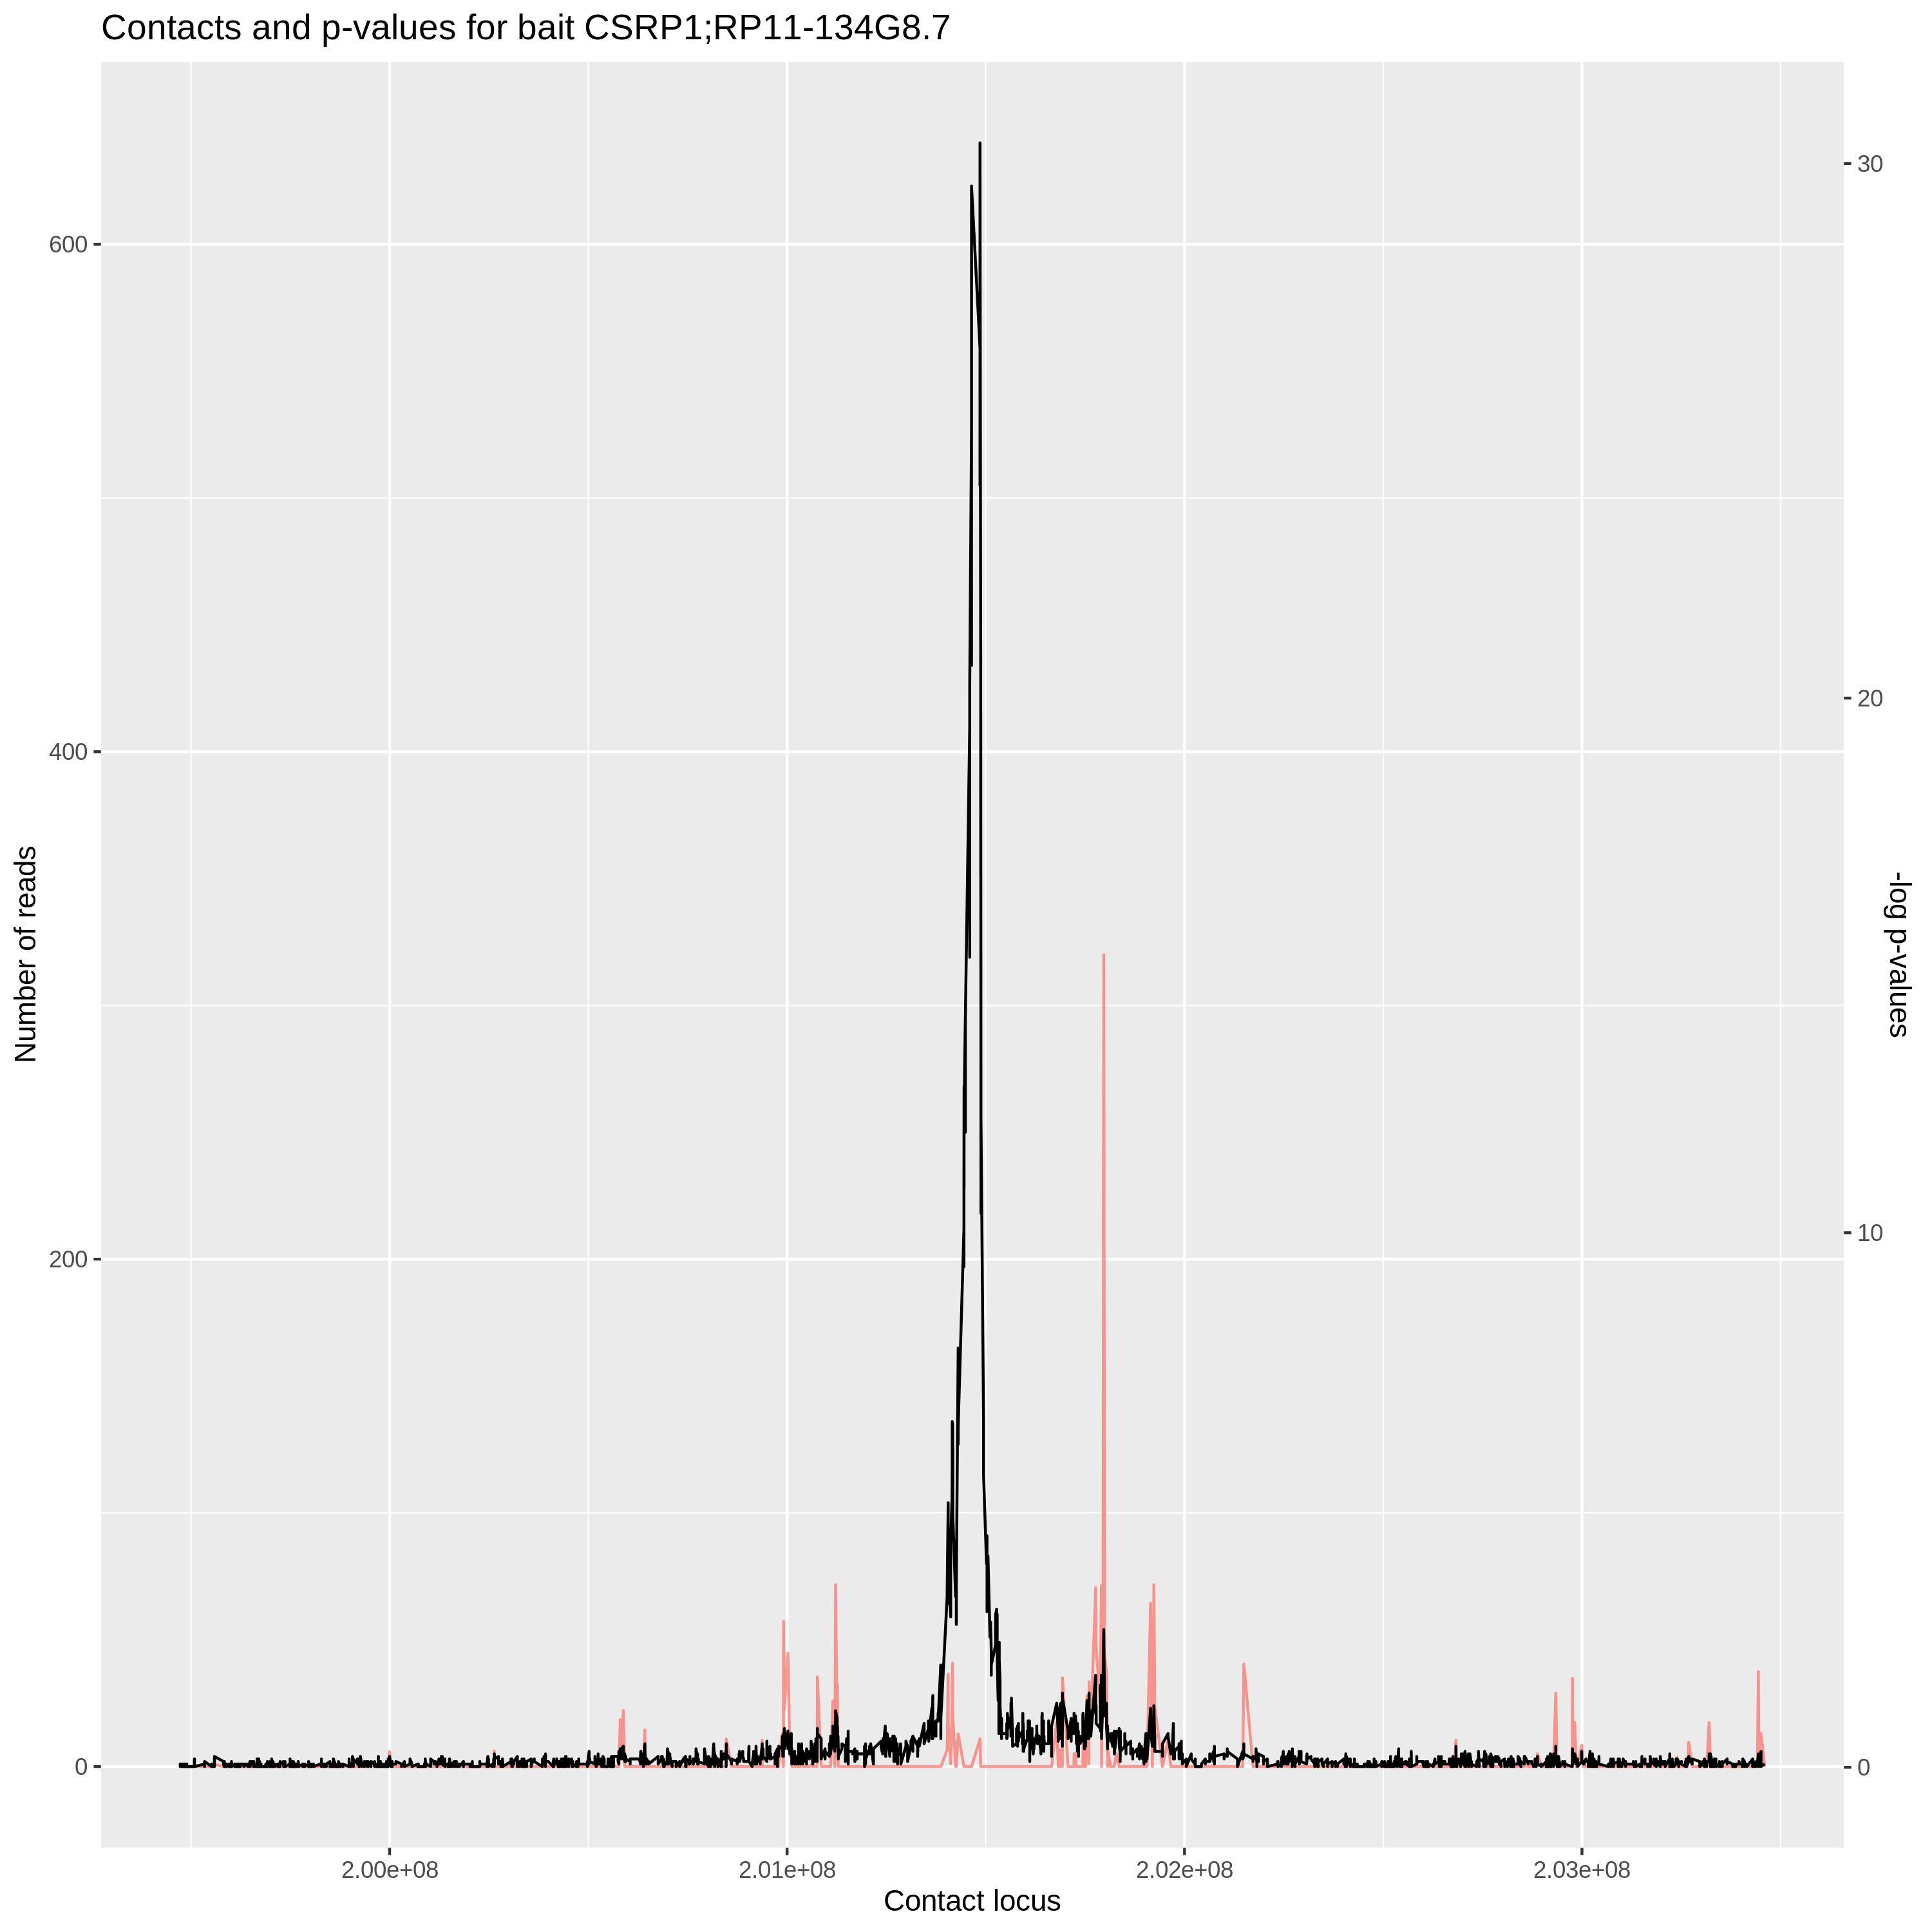 Contacts and p-values for bait CSRP1;RP11-134G8.7
600
400
200
0
30
20
10
0
Number of reads
-log p-values
2.00e+08 2.01e+08 2.02e+08 2.03e+08
Contact locus